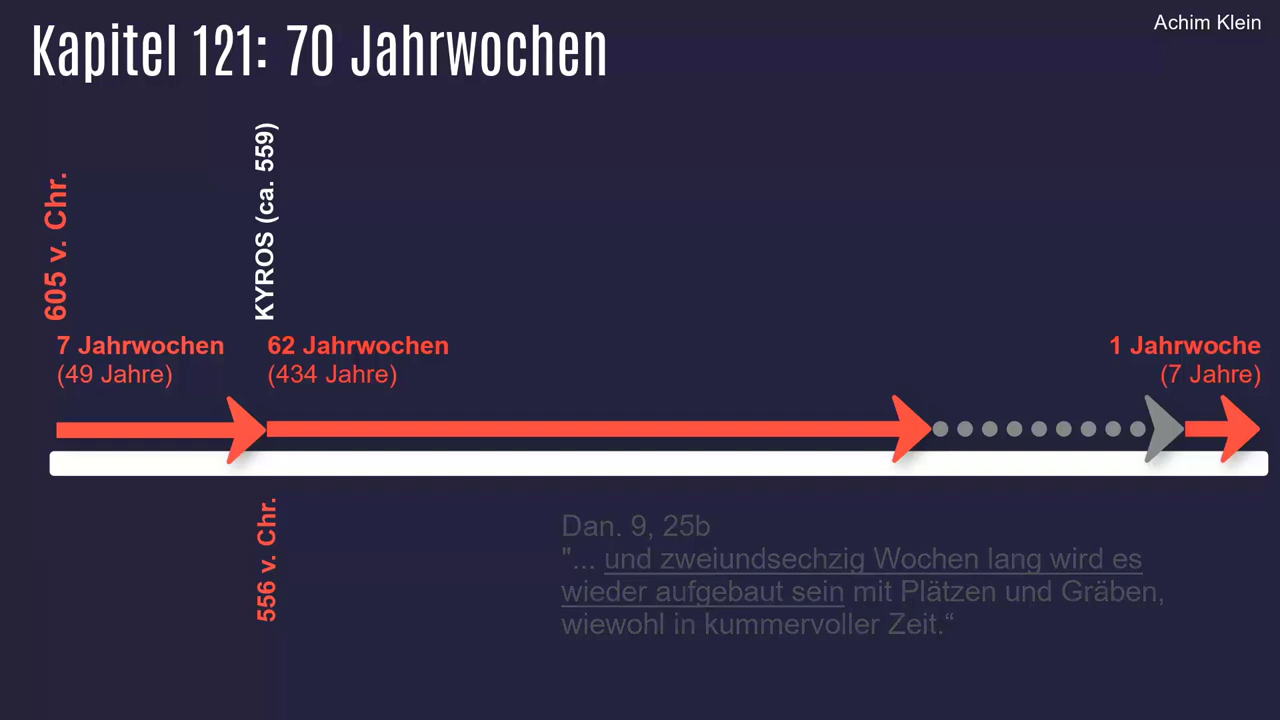 Achim Klein
Kapitel 121: 70 Jahrwochen
605 v. Chr.
KYROS (ca. 559)
7 Jahrwochen
(49 Jahre)
62 Jahrwochen
(434 Jahre)
1 Jahrwoche
(7 Jahre)
556 v. Chr.
Dan. 9, 25b
"... und zweiundsechzig Wochen lang wird es
wieder aufgebaut sein mit Plätzen und Gräben,
wiewohl in kummervoller Zeit.“